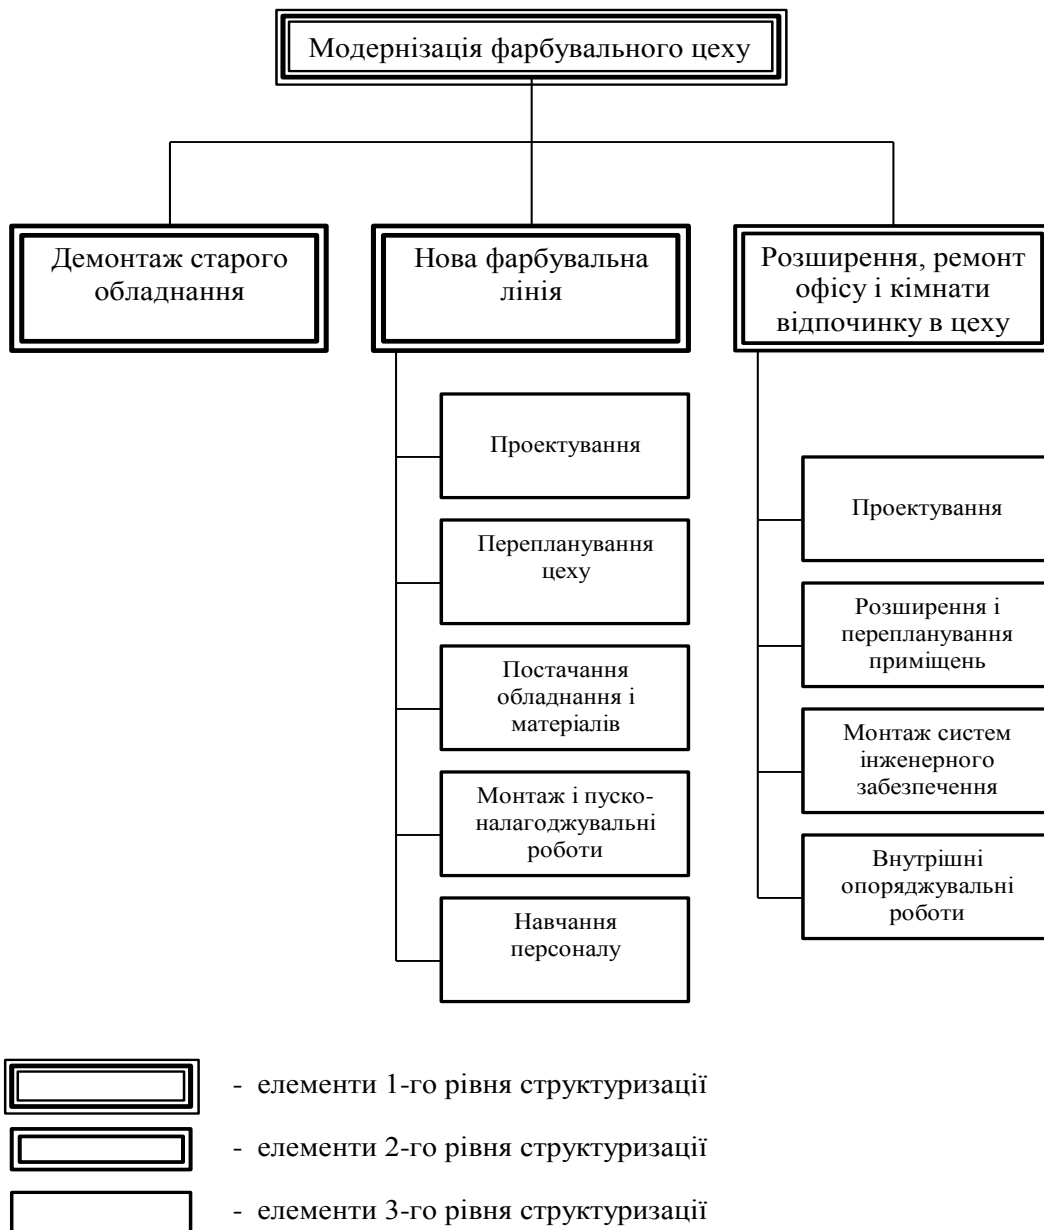 Модернізація фарбувального цеху
Демонтаж старого
обладнання
Нова фарбувальна
лінія
Розширення, ремонт
офісу і кімнати
відпочинку в цеху
Проектування
Перепланування
цеху
Постачання
обладнання і
матеріалів
Монтаж і пуско-
налагоджувальні
роботи
Навчання
персоналу
Проектування
Розширення і
перепланування
приміщень
Монтаж систем
інженерного
забезпечення
Внутрішні
опоряджувальні
роботи
- елементи 1-го рівня структуризації
- елементи 2-го рівня структуризації
- елементи 3-го рівня структуризації